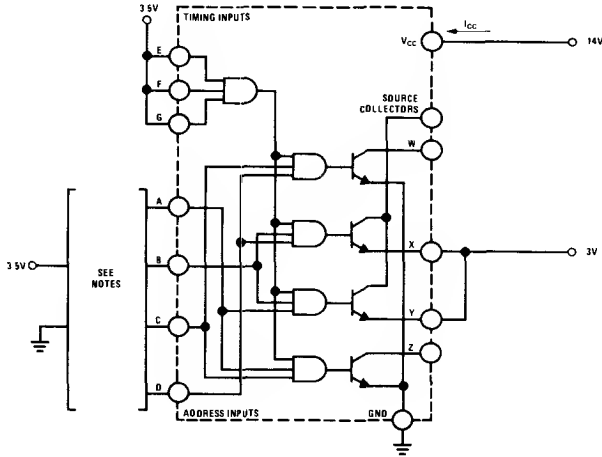 3 5V
TIMING INPUTS
E
F
G
VCC
ICC
14V
SOURCE
COLLECTORS
W
A
B
C
D
3 5V
SEE
NOTES
X
Y
Z
3V
ADDRESS INPUTS
GND